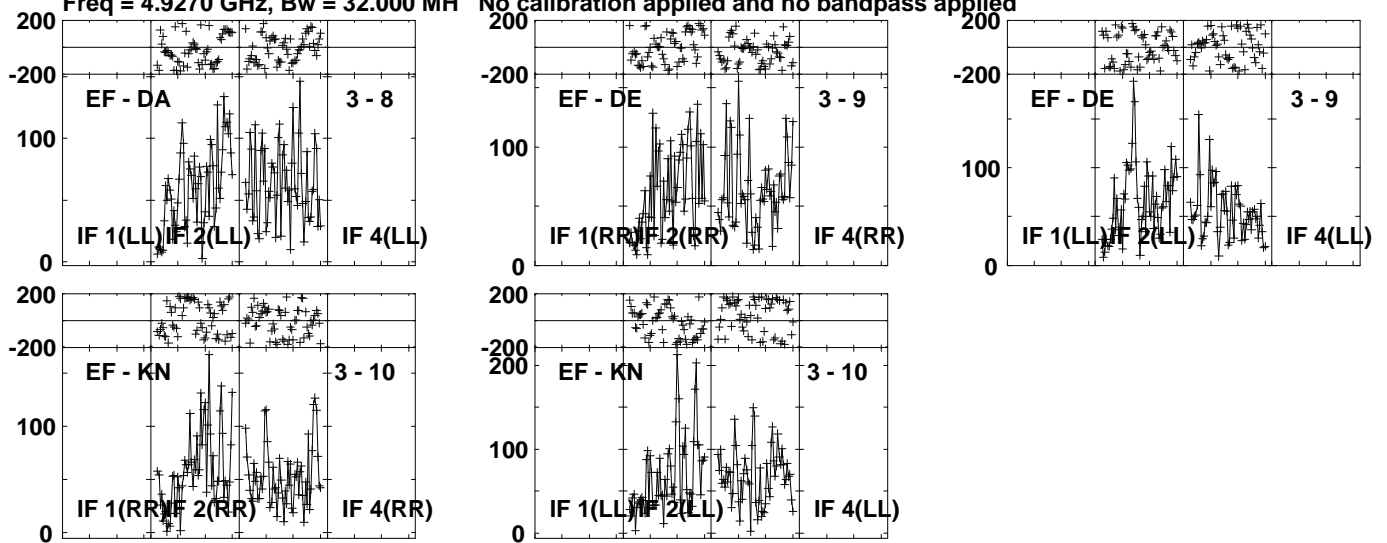 Freq = 4.9270 GHz, Bw = 32.000 MH No calibration applied and no bandpass applied
200
-200
EF - DA 3 - 8
100
IF 1(LL) IF 2(LL) IF 4(LL)
0
200
-200
EF - DE 3 - 9
100
IF 1(RR) IF 2(RR) IF 4(RR)
0
200
-200
EF - DE 3 - 9
100
IF 1(LL) IF 2(LL) IF 4(LL)
0
200
-200
EF - KN 3 - 10
100
IF 1(RR) IF 2(RR) IF 4(RR)
0
200
-200
200
EF - KN 3 - 10
100
IF 1(LL) IF 2(LL) IF 4(LL)
0